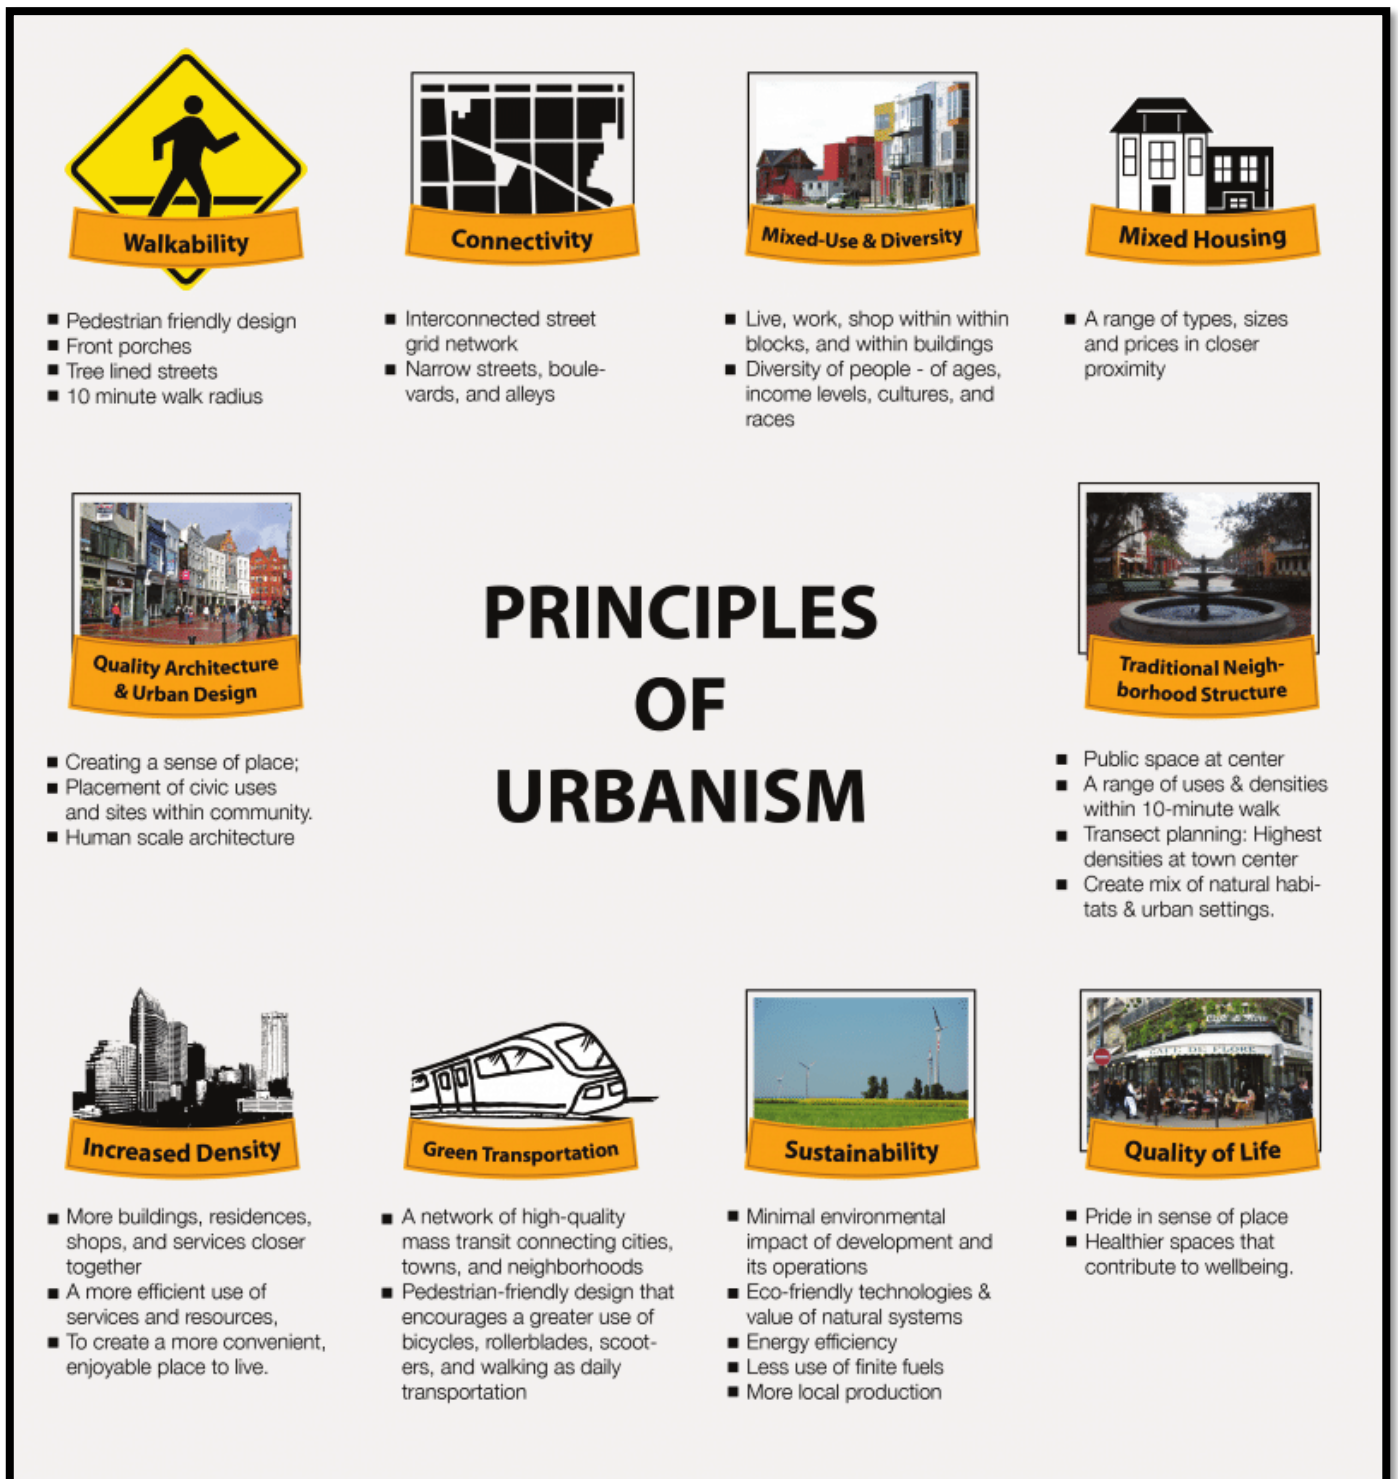 Walkability
Pedestrian friendly design
Front porches
Tree lined streets
10 minute walk radius
Connectivity
Interconnected street
grid network
Narrow streets, boule-
vards, and alleys
Mixed-Use & Diversity
Live, work, shop within within
blocks, and within buildings
Diversity of people - of ages,
income levels, cultures, and
races
Mixed Housing
A range of types, sizes
and prices in closer
proximity
Quality Architecture
& Urban Design
Creating a sense of place;
Placement of civic uses
and sites within community.
Human scale architecture
PRINCIPLES
OF
URBANISM
Traditional Neigh-
borhood Structure
Public space at center
A range of uses & densities
within 10-minute walk
Transect planning: Highest
densities at town center
Create mix of natural habi-
tats & urban settings.
Increased Density
More buildings, residences,
shops, and services closer
together
A more efficient use of
services and resources,
To create a more convenient,
enjoyable place to live.
Green Transportation
A network of high-quality
mass transit connecting cities,
towns, and neighborhoods
Pedestrian-friendly design that
encourages a greater use of
bicycles, rollerblades, scoot-
ers, and walking as daily
transportation
Sustainability
Minimal environmental
impact of development and
its operations
Eco-friendly technologies &
value of natural systems
Energy efficiency
Less use of finite fuels
More local production
CAFE DE FLORE
Quality of Life
Pride in sense of place
Healthier spaces that
contribute to wellbeing.